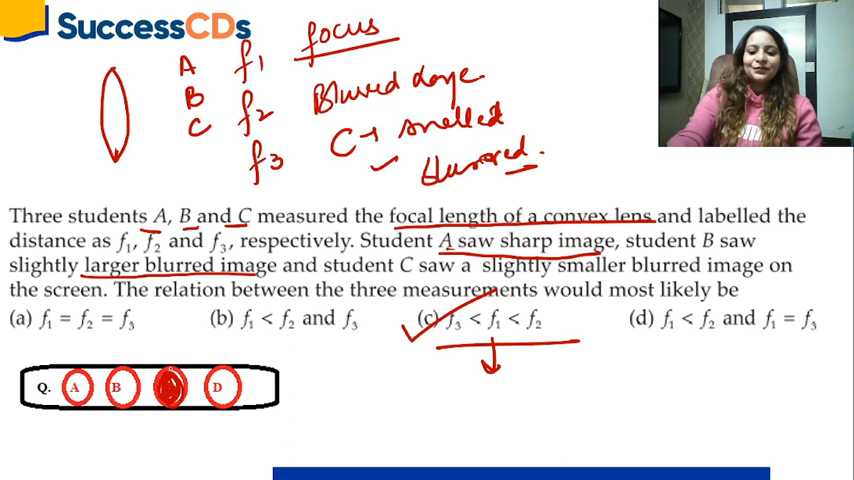 SuccessCDs
A f1 focus
B f2 Blurred
C f3 C → smelled
blurrred.
Three students A, B and C measured the focal length of a convex lens and labelled the
distance as f1, f2 and f3, respectively. Student A saw sharp image, student B saw
slightly larger blurred image and student C saw a slightly smaller blurred image on
the screen. The relation between the three measurements would most likely be
(a) f1 = f2 = f3 (b) f1 < f2 and f3 (c) f3 < f1 < f2 (d) f1 < f2 and f1 = f3
Q. A B D